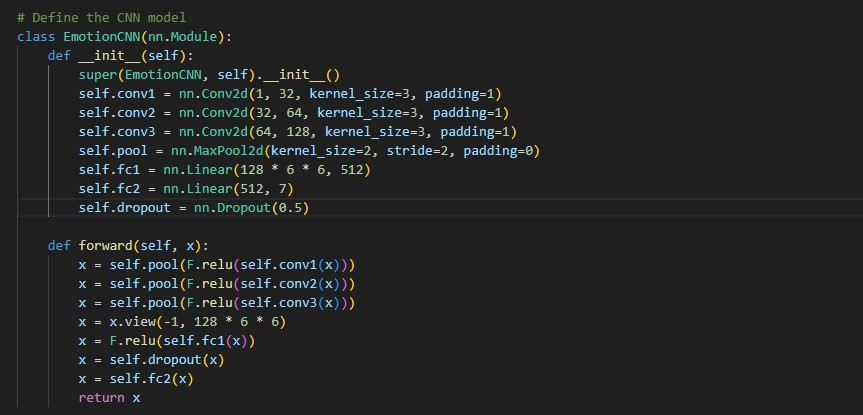 # Define the CNN model
class EmotionCNN(nn.Module):
    def __init__(self):
        super(EmotionCNN, self).__init__()
        self.conv1 = nn.Conv2d(1, 32, kernel_size=3, padding=1)
        self.conv2 = nn.Conv2d(32, 64, kernel_size=3, padding=1)
        self.conv3 = nn.Conv2d(64, 128, kernel_size=3, padding=1)
        self.pool = nn.MaxPool2d(kernel_size=2, stride=2, padding=0)
        self.fc1 = nn.Linear(128 * 6 * 6, 512)
        self.fc2 = nn.Linear(512, 7)
        self.dropout = nn.Dropout(0.5)
    def forward(self, x):
        x = self.pool(F.relu(self.conv1(x)))
        x = self.pool(F.relu(self.conv2(x)))
        x = self.pool(F.relu(self.conv3(x)))
        x = x.view(-1, 128 * 6 * 6)
        x = F.relu(self.fc1(x))
        x = self.dropout(x)
        x = self.fc2(x)
        return x